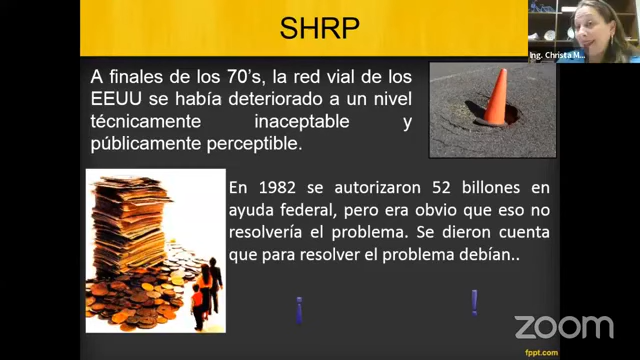 SHRP
Ing. Christa M...
A finales de los 70's, la red vial de los
EEUU se había deteriorado a un nivel
técnicamente inaceptable y
públicamente perceptible.
En 1982 se autorizaron 52 billones en
ayuda federal, pero era obvio que eso no
resolvería el problema. Se dieron cuenta
que para resolver el problema debían..
¡ !
zoom
fppt.com